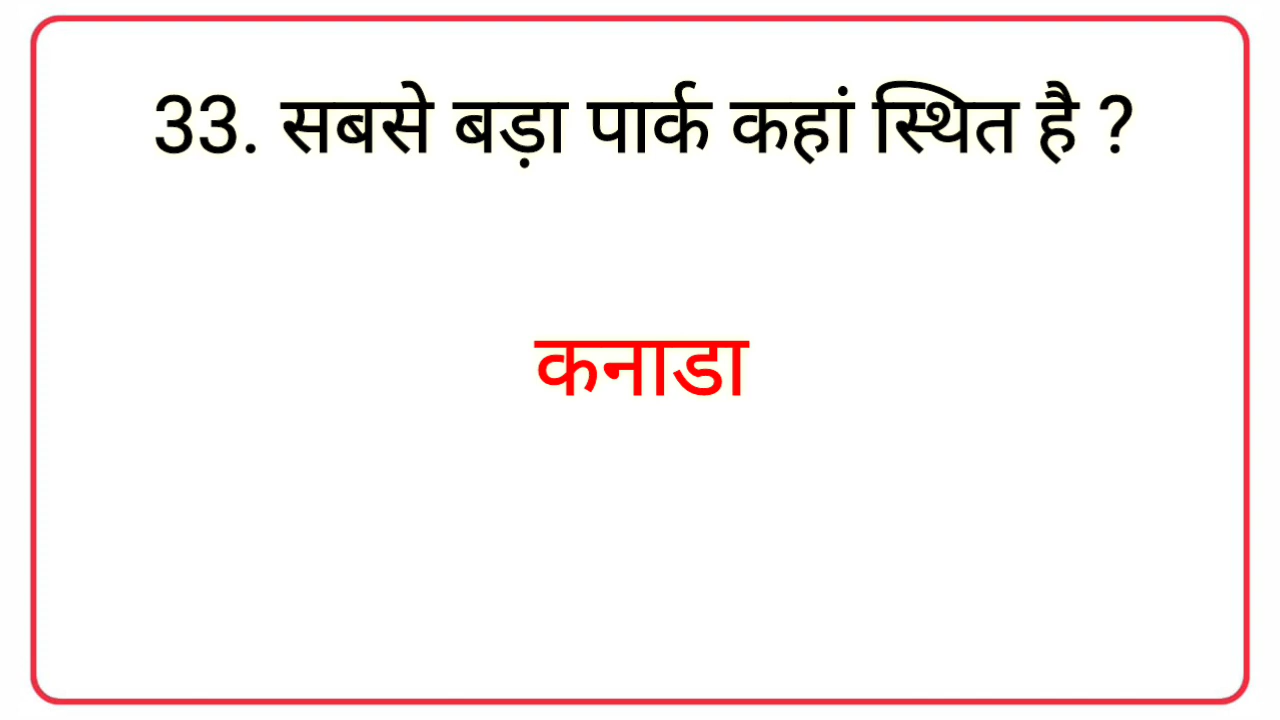 33. सबसे बड़ा पार्क कहां स्थित है ?
कनाडा